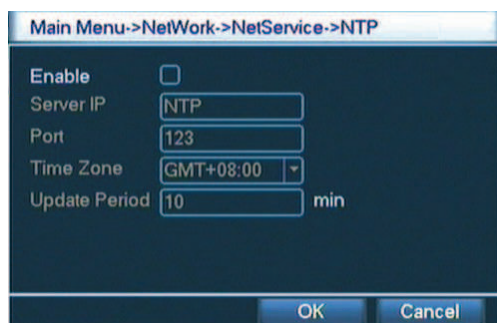 Main Menu->NetWork->NetService->NTP
Enable
Server IP NTP
Port 123
Time Zone GMT+08:00
Update Period 10 min
OK Cancel